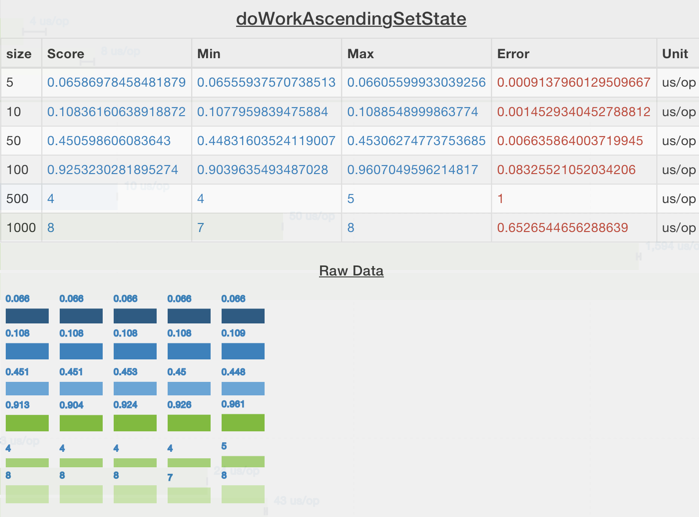 doWorkAscendingSetState
size Score Min Max Error Unit
5 0.06586978458481879 0.06555937570738513 0.06605599933039256 0.0009137960129509667 us/op
10 0.10836160638918872 0.1077959839475884 0.1088548999863774 0.0014529340452788812 us/op
50 0.450598606083643 0.44831603524119007 0.45306274773753685 0.006635864003719945 us/op
100 0.9253230281895274 0.9039635493487028 0.9607049596214817 0.08325521052034206 us/op
500 4 4 5 1 us/op
1000 8 7 8 0.6526544656288639 us/op
Raw Data
0.066 0.066 0.066 0.066 0.066
0.108 0.108 0.108 0.108 0.109
0.451 0.451 0.453 0.45 0.448
0.913 0.904 0.924 0.926 0.961
4 4 4 4 5
8 8 8 7 8
43 us/op